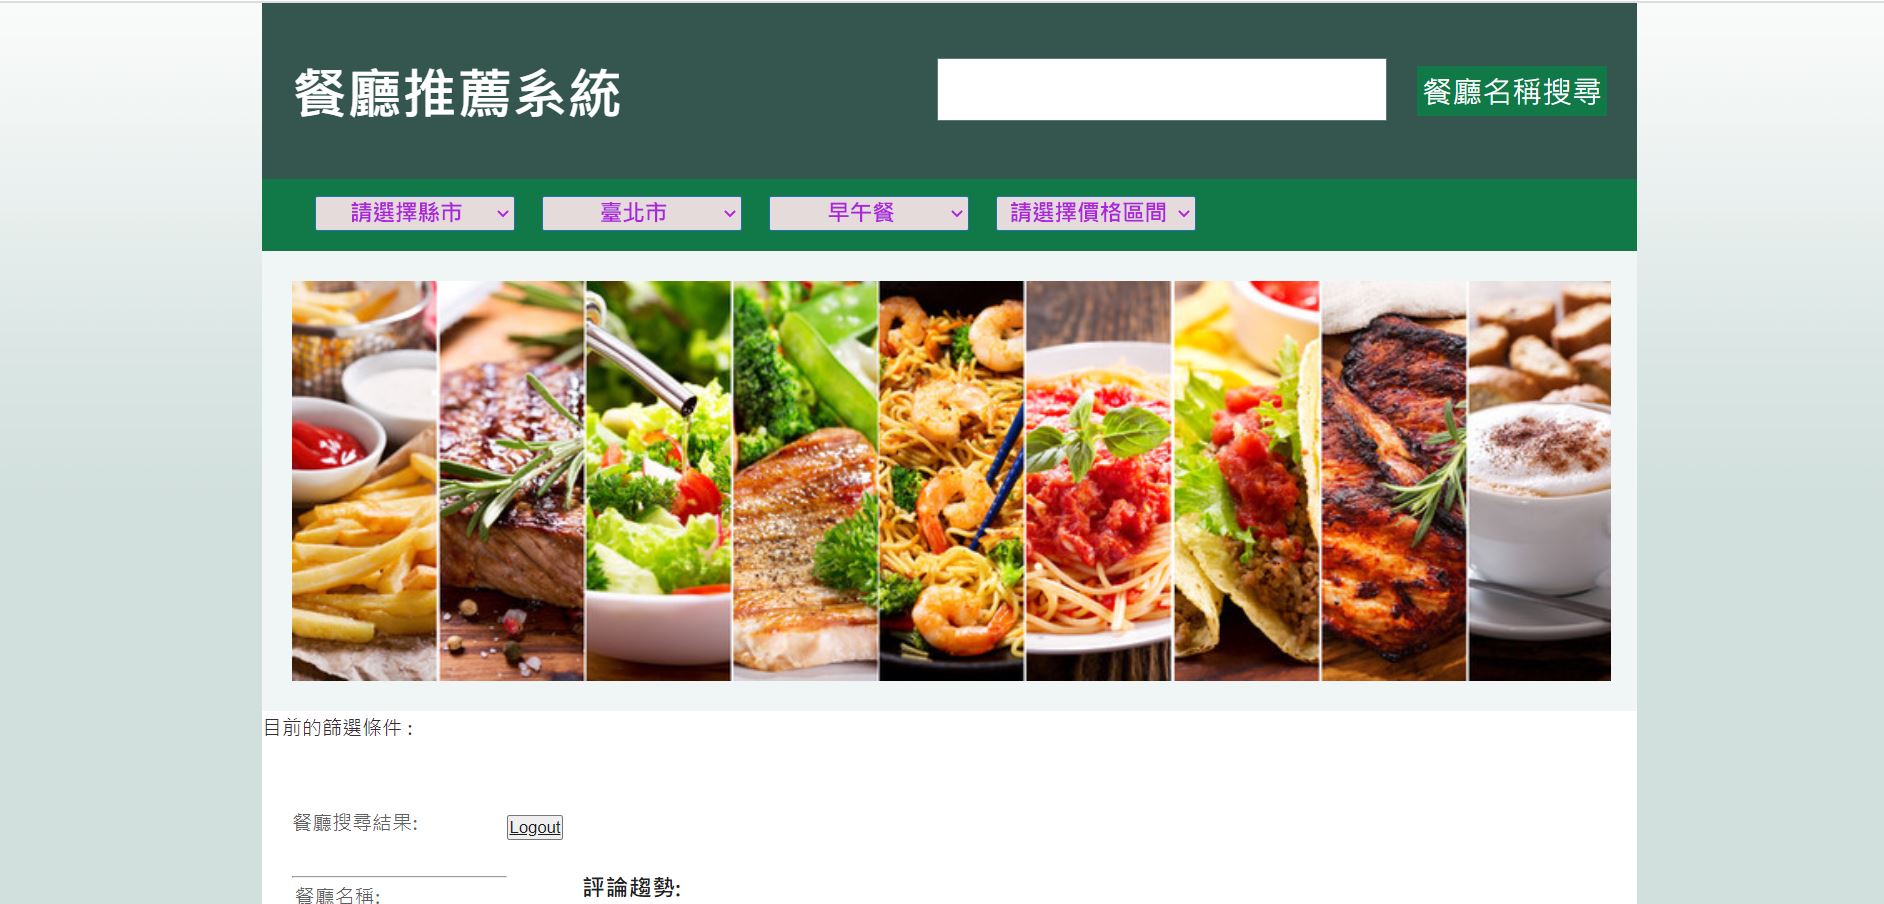 餐廳推薦系統
餐廳名稱搜尋
請選擇縣市
臺北市
早午餐
請選擇價格區間
目前的篩選條件 :
餐廳搜尋結果:
Logout
評論趨勢:
餐廳名稱: